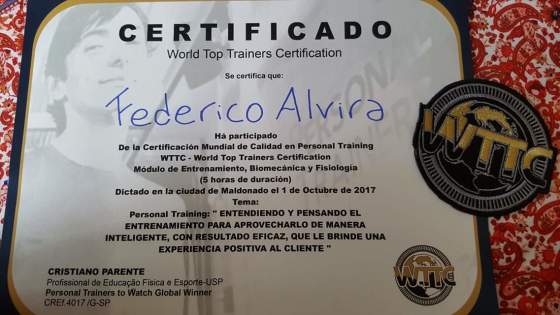 CERTIFICADO
World Top Trainers Certification
Se certifica que:
Federico Alvira
Há participado
De la Certificación Mundial de Calidad en Personal Training
WTTC - World Top Trainers Certification
Módulo de Entrenamiento, Biomecánica y Fisiología
(5 horas de duración)
Dictado en la ciudad de Maldonado el 1 de Octubre de 2017
Tema:
Personal Training: " ENTENDIENDO Y PENSANDO EL
ENTRENAMIENTO PARA APROVECHARLO DE MANERA
INTELIGENTE, CON RESULTADO EFICAZ, QUE LE BRINDE UNA
EXPERIENCIA POSITIVA AL CLIENTE "
CRISTIANO PARENTE
Profissional de Educação Física e Esporte-USP
Personal Trainers to Watch Global Winner
CREf.4017 /G-SP
WTTC
WTTC